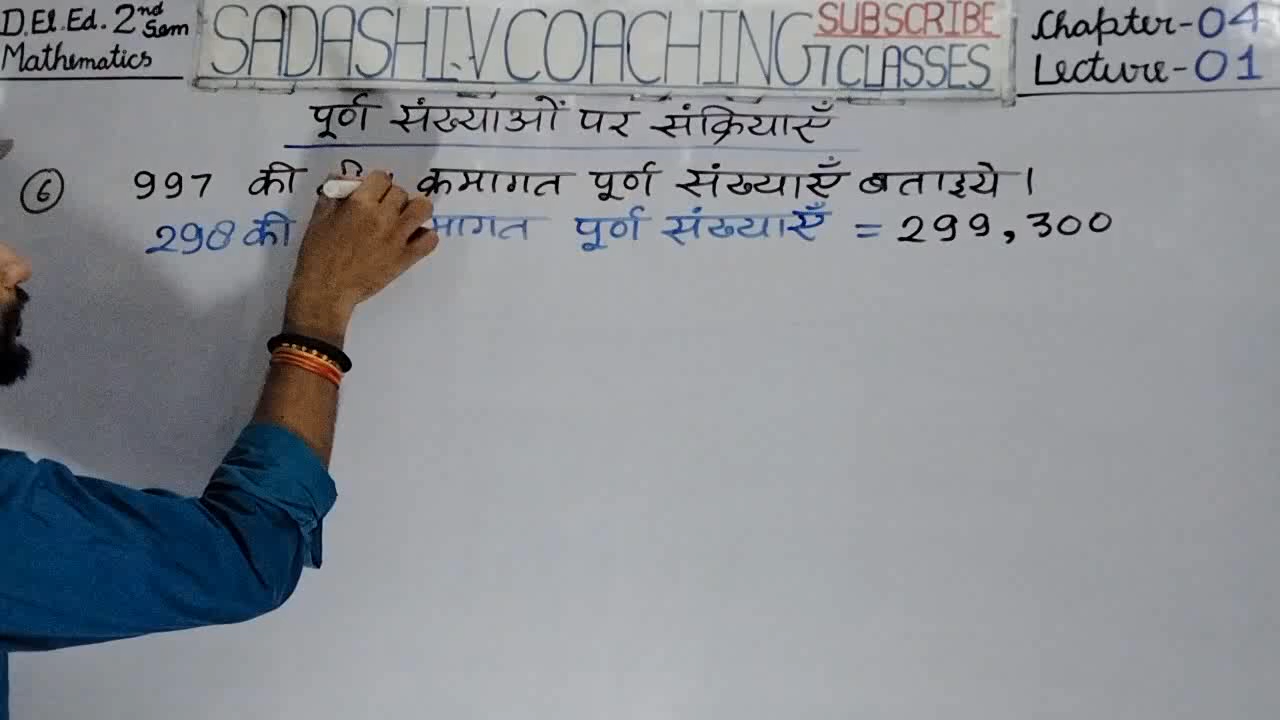 D.El.Ed. 2nd Sem
Mathematics
SADASHIV COACHING CLASSES
SUBSCRIBE
Chapter-04
Lecture-01
पूर्ण संख्याओं पर संक्रियाएँ
6 997 की क्रमागत पूर्ण संख्याएँ बताइये।
298 की मागत पूर्ण संख्याएँ = 299, 300